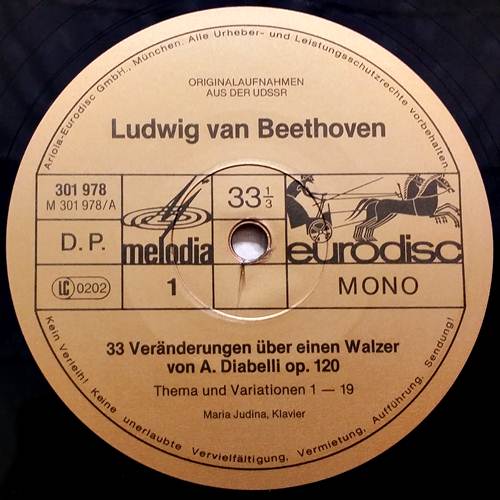 Ariola-Eurodisc GmbH., München. Alle Urheber- und Leistungsschutzrechte vorbehalten
ORIGINALAUFNAHMEN
AUS DER UDSSR
Ludwig van Beethoven
301 978
M 301 978/A
33 1/3
D. P.
melodia
eurodisc
LC 0202
1
MONO
33 Veränderungen über einen Walzer
von A. Diabelli op. 120
Thema und Variationen 1 — 19
Maria Judina, Klavier
Kein Verleih! Keine unerlaubte Vervielfältigung, Vermietung, Aufführung, Sendung!